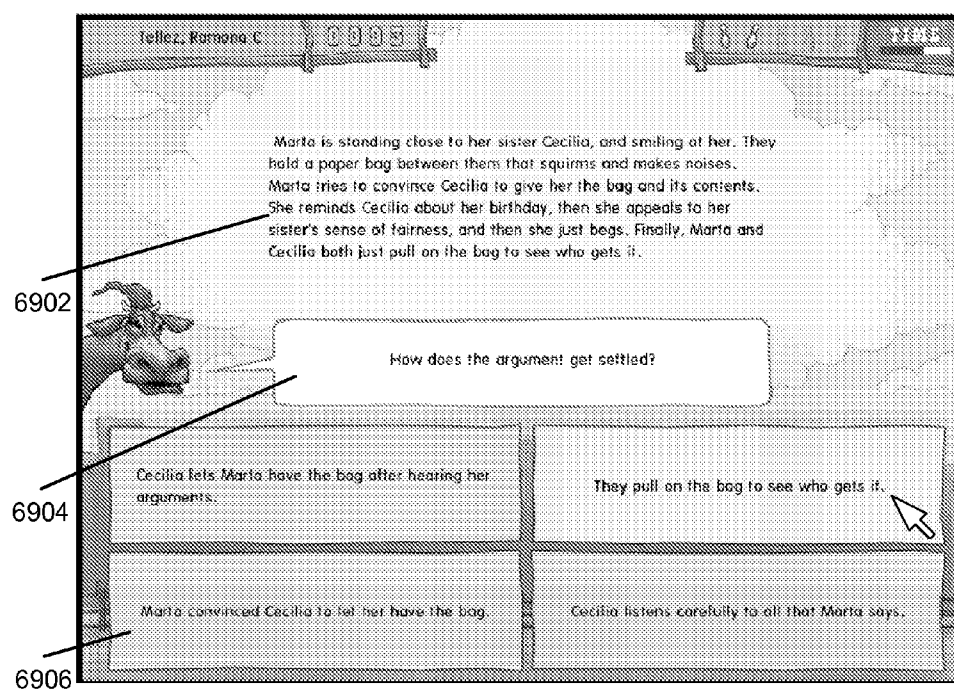 Tellez, Ramona C
TIME
Marta is standing close to her sister Cecilia, and smiling at her. They
hold a paper bag between them that squirms and makes noises.
Marta tries to convince Cecilia to give her the bag and its contents.
She reminds Cecilia about her birthday, then she appeals to her
sister's sense of fairness, and then she just begs. Finally, Marta and
Cecilia both just pull on the bag to see who gets it.
6902
How does the argument get settled?
Cecilia lets Marta have the bag after hearing her
arguments.
They pull on the bag to see who gets it.
6904
Marta convinced Cecilia to let her have the bag.
Cecilia listens carefully to all that Marta says.
6906